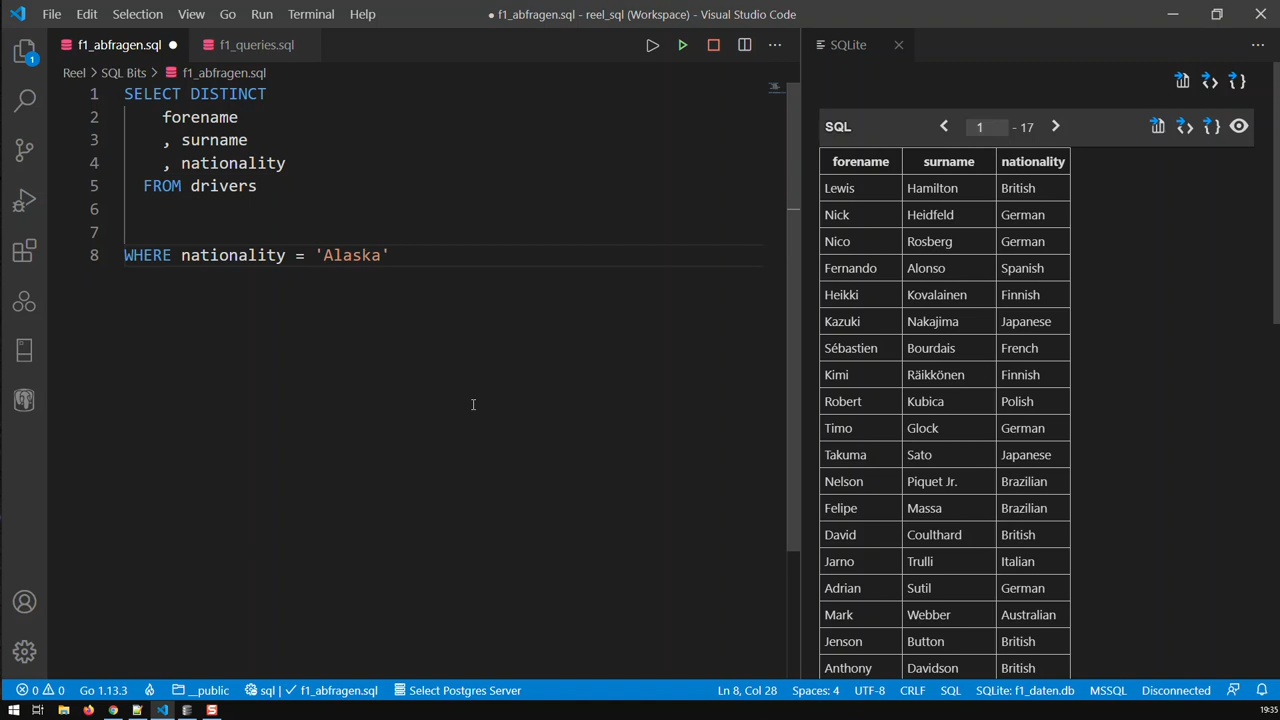 File Edit Selection View Go Run Terminal Help
● f1_abfragen.sql - reel_sql (Workspace) - Visual Studio Code
f1_abfragen.sql ● f1_queries.sql
Reel > SQL Bits > f1_abfragen.sql
1 SELECT DISTINCT
2 forename
3 , surname
4 , nationality
5 FROM drivers
6
7
8 WHERE nationality = 'Alaska'
SQLite
SQL < 1 - 17 >
forename surname nationality
Lewis Hamilton British
Nick Heidfeld German
Nico Rosberg German
Fernando Alonso Spanish
Heikki Kovalainen Finnish
Kazuki Nakajima Japanese
Sébastien Bourdais French
Kimi Räikkönen Finnish
Robert Kubica Polish
Timo Glock German
Takuma Sato Japanese
Nelson Piquet Jr. Brazilian
Felipe Massa Brazilian
David Coulthard British
Jarno Trulli Italian
Adrian Sutil German
Mark Webber Australian
Jenson Button British
Anthony Davidson British
1
0 0 Go 1.13.3 __public sql | ✓ f1_abfragen.sql Select Postgres Server Ln 8, Col 28 Spaces: 4 UTF-8 CRLF SQL SQLite: f1_daten.db MSSQL Disconnected
19:35